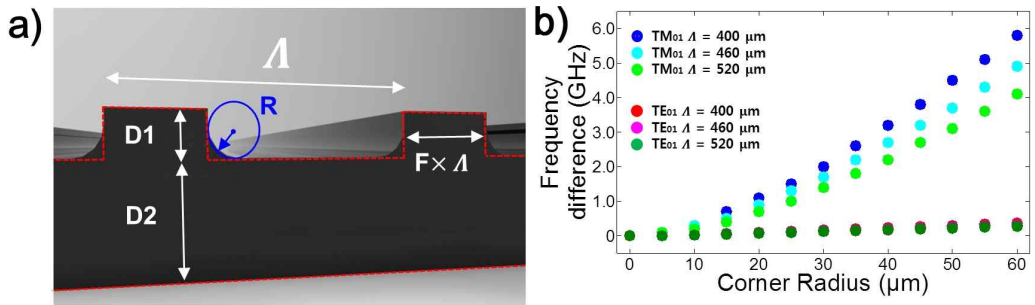 a)
Λ
R
D1
F× Λ
D2
b)
Frequency
difference (GHz)
6.0
5.0
4.0
3.0
2.0
1.0
0
TM₀₁ Λ = 400 μm
TM₀₁ Λ = 460 μm
TM₀₁ Λ = 520 μm
TE₀₁ Λ = 400 μm
TE₀₁ Λ = 460 μm
TE₀₁ Λ = 520 μm
0 10 20 30 40 50 60
Corner Radius (μm)